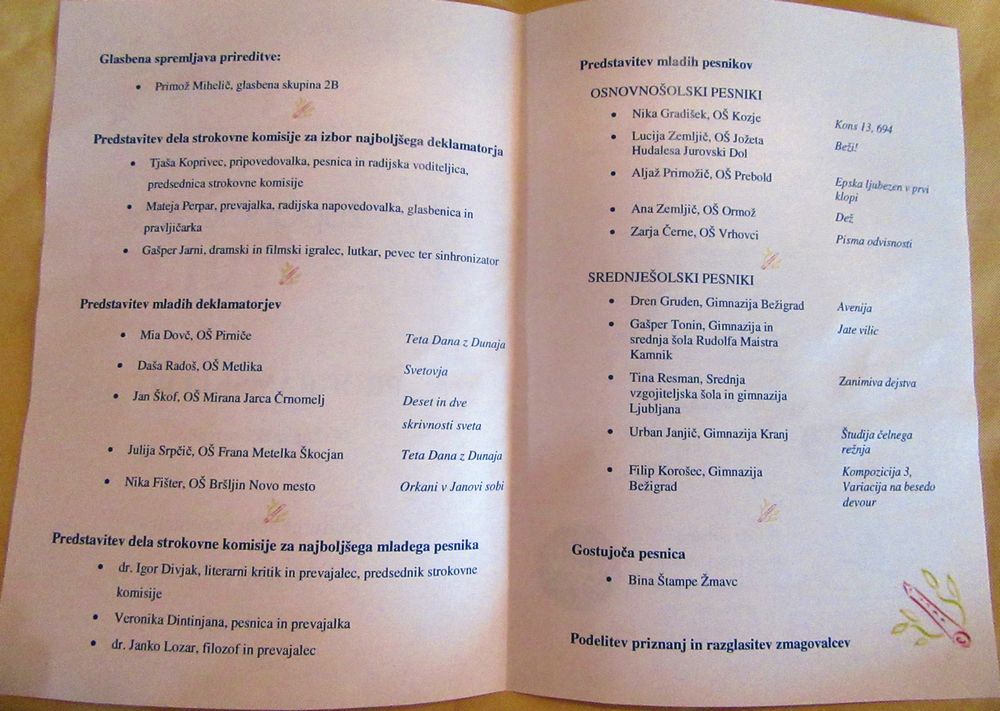 Glasbena spremljava prireditve:
• Primož Mihelič, glasbena skupina 2B
Predstavitev dela strokovne komisije za izbor najboljšega deklamatorja
• Tjaša Koprivec, pripovedovalka, pesnica in radijska voditeljica,
predsednica strokovne komisije
• Mateja Perpar, prevajalka, radijska napovedovalka, glasbenica in
pravljičarka
• Gašper Jarni, dramski in filmski igralec, lutkar, pevec ter sinhronizator
Predstavitev mladih deklamatorjev
• Mia Dovč, OŠ Pirniče Teta Dana z Dunaja
• Daša Radoš, OŠ Metlika Svetovja
• Jan Škof, OŠ Mirana Jarca Črnomelj Deset in dve
skrivnosti sveta
• Julija Srpčič, OŠ Frana Metelka Škocjan Teta Dana z Dunaja
• Nika Fišter, OŠ Bršljin Novo mesto Orkani v Janovi sobi
Predstavitev dela strokovne komisije za najboljšega mladega pesnika
• dr. Igor Divjak, literarni kritik in prevajalec, predsednik strokovne
komisije
• Veronika Dintinjana, pesnica in prevajalka
• dr. Janko Lozar, filozof in prevajalec
Predstavitev mladih pesnikov
OSNOVNOŠOLSKI PESNIKI
• Nika Gradišek, OŠ Kozje Kons 13, 694
• Lucija Zemljič, OŠ Jožeta Beži!
Hudalesa Jurovski Dol
• Aljaž Primožič, OŠ Prebold Epska ljubezen v prvi
klopi
• Ana Zemljič, OŠ Ormož Dež
• Zarja Černe, OŠ Vrhovci Pisma odvisnosti
SREDNJEŠOLSKI PESNIKI
• Dren Gruden, Gimnazija Bežigrad Avenija
• Gašper Tonin, Gimnazija in Jate vilic
srednja šola Rudolfa Maistra
Kamnik
• Tina Resman, Srednja Zanimiva dejstva
vzgojiteljska šola in gimnazija
Ljubljana
• Urban Janjič, Gimnazija Kranj Študija čelnega
režnja
• Filip Korošec, Gimnazija Kompozicija 3,
Bežigrad Variacija na besedo
devour
Gostujoča pesnica
• Bina Štampe Žmavc
Podelitev priznanj in razglasitev zmagovalcev